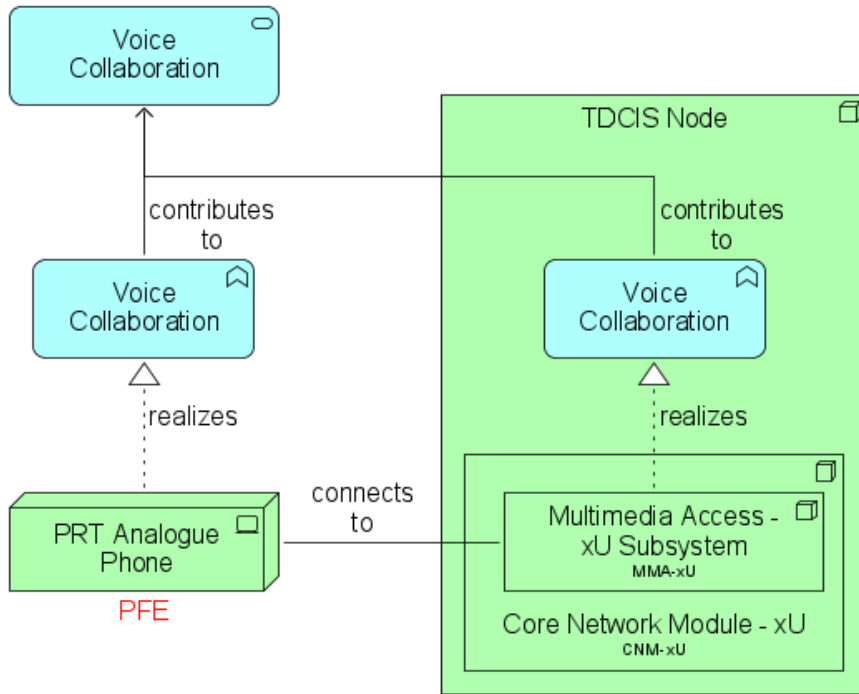 Voice
Collaboration
TDCIS Node
contributes
to
contributes
to
Voice
Collaboration
Voice
Collaboration
realizes
realizes
connects
to
PRT Analogue
Phone
PFE
Multimedia Access -
xU Subsystem
MMA-xU
Core Network Module - xU
CNM-xU